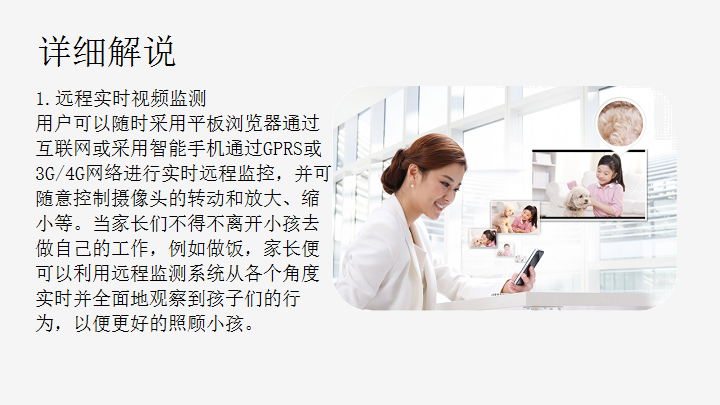 详细解说
1.远程实时视频监测
用户可以随时采用平板浏览器通过
互联网或采用智能手机通过GPRS或
3G/4G网络进行实时远程监控，并可
随意控制摄像头的转动和放大、缩
小等。当家长们不得不离开小孩去
做自己的工作，例如做饭，家长便
可以利用远程监测系统从各个角度
实时并全面地观察到孩子们的行
为，以便更好的照顾小孩。